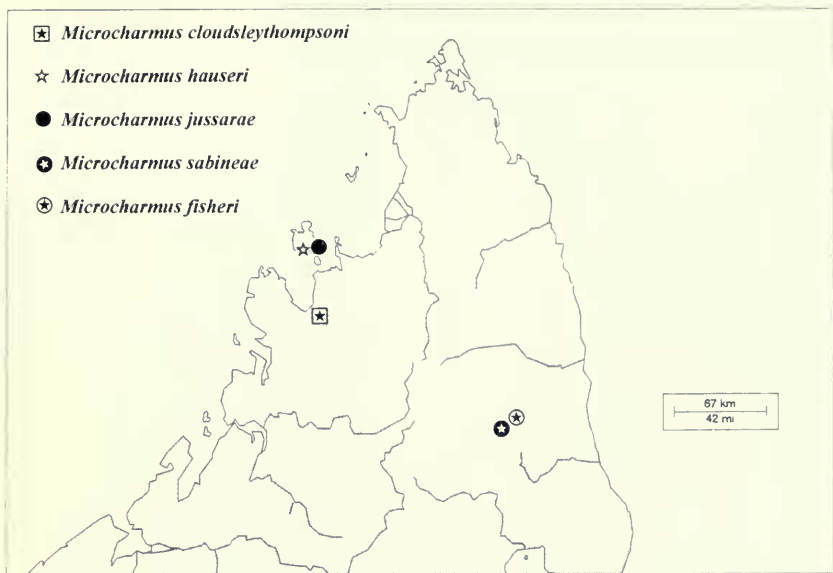 Microcharmus cloudsleythompsoni
Microcharmus hauseri
Microcharmus jussarae
Microcharmus sabineae
Microcharmus fisheri
67 km
42 mi